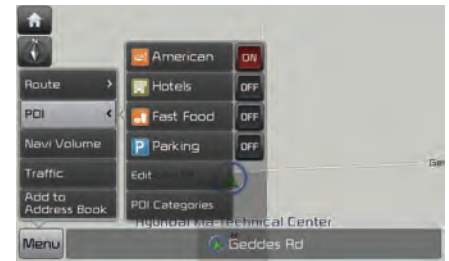 American ON
Route >
Hotels OFF
POI <
Fast Food OFF
Navi Volume
P Parking OFF
Traffic
Edit
Add to
Address Book
POI Categories
Hyundai Kia Technical Center
Menu
Geddes Rd